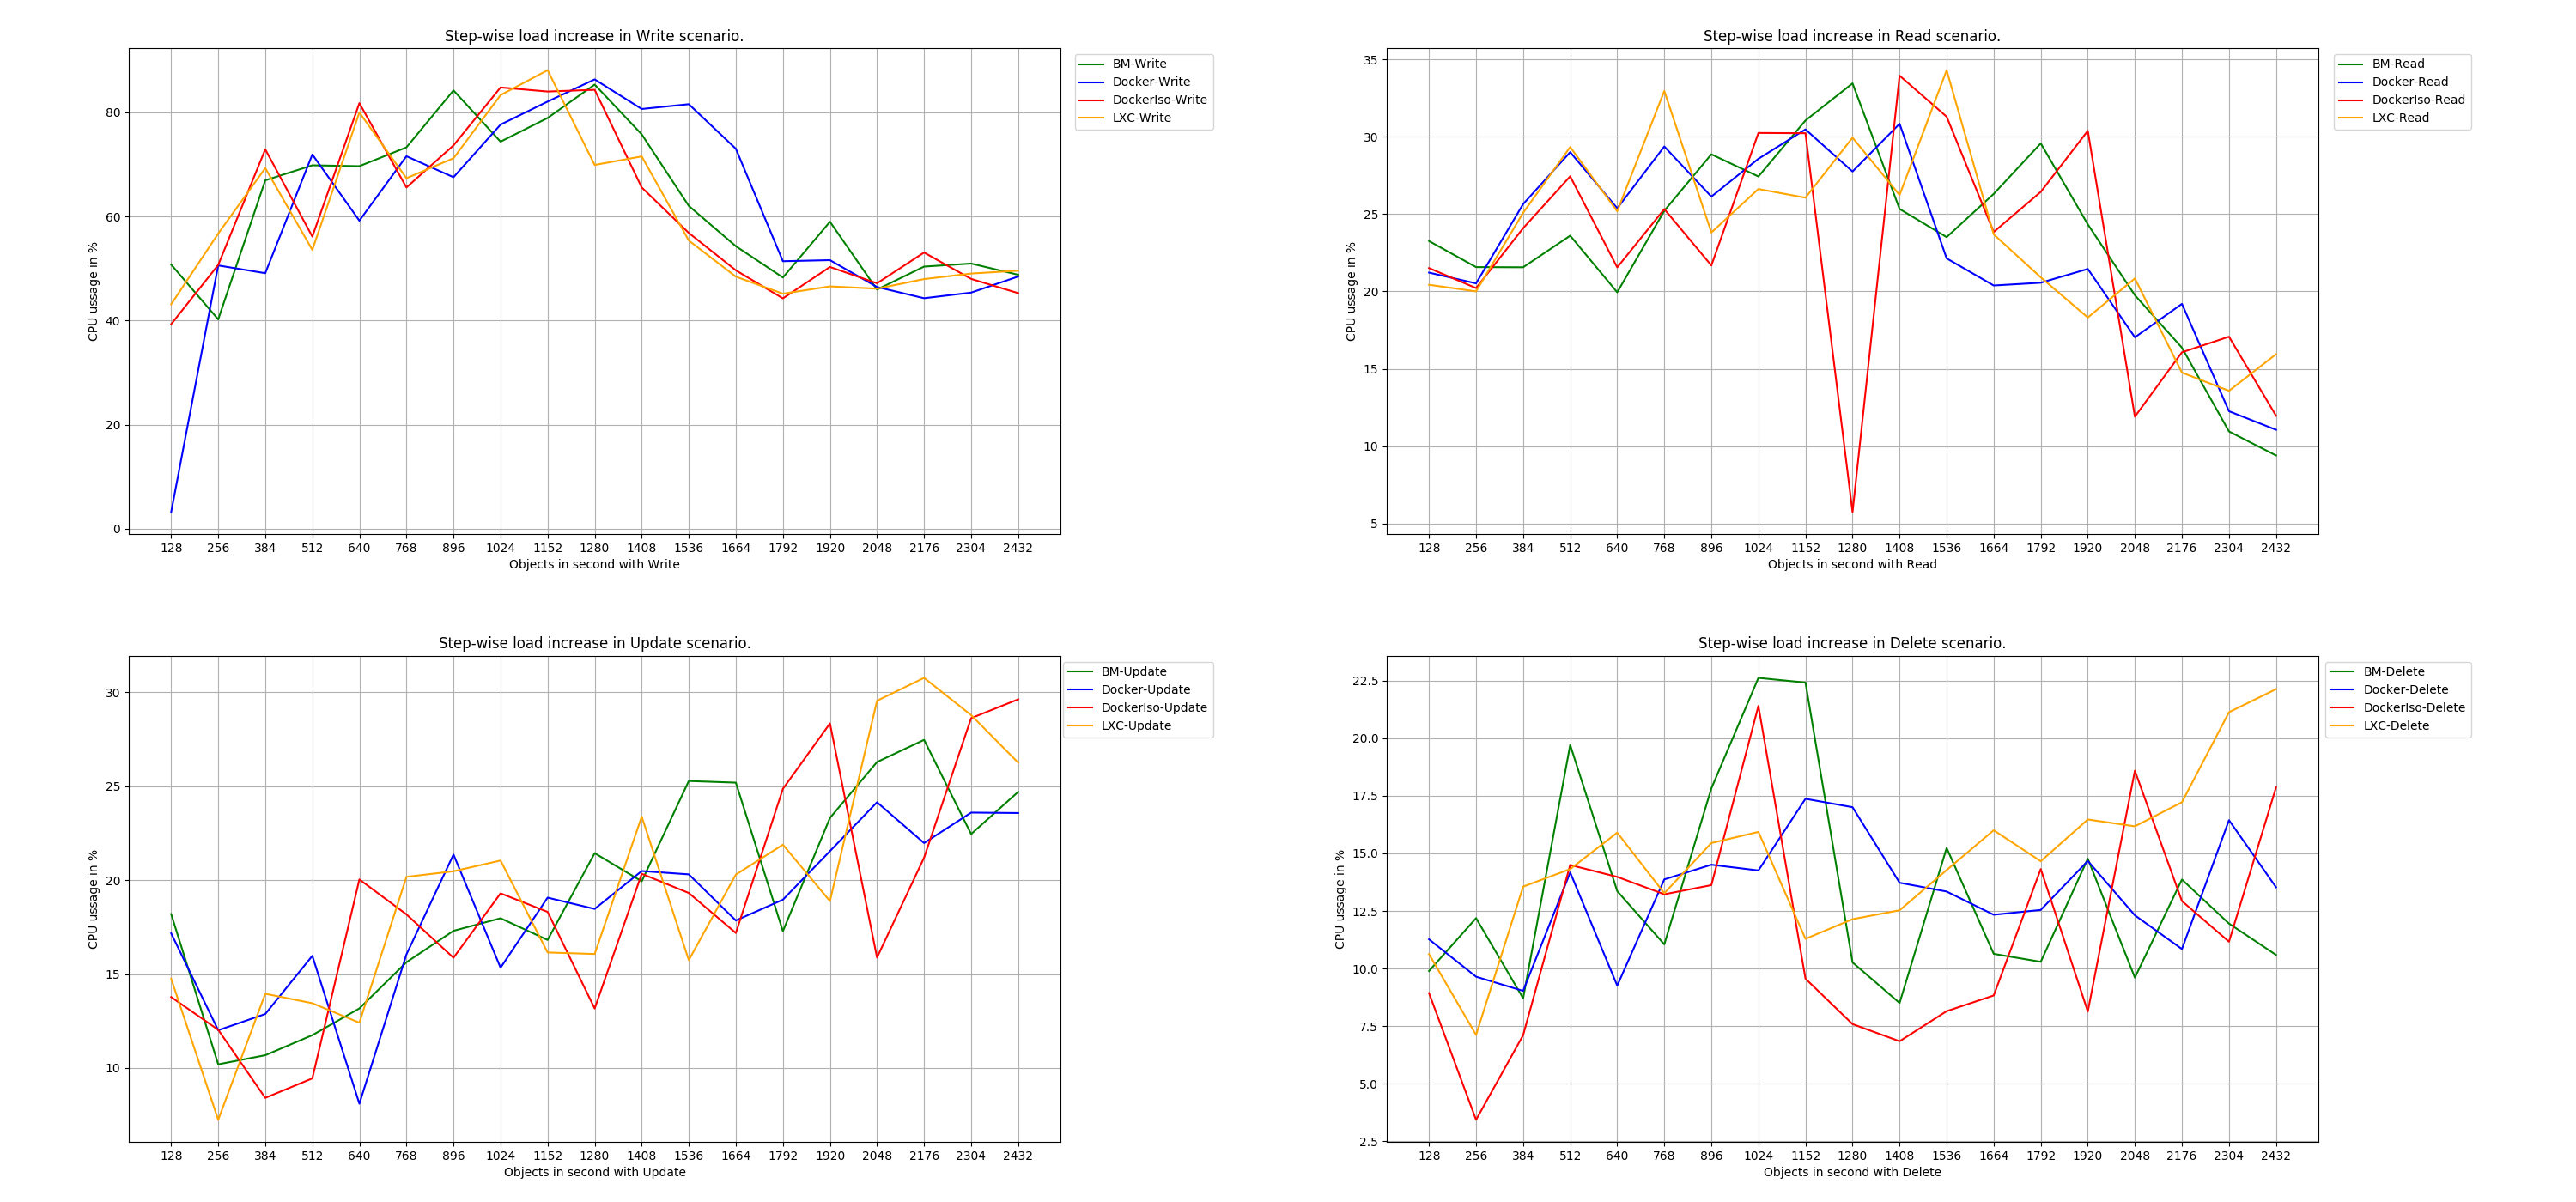 Step-wise load increase in Write scenario.
CPU ussage in %
80
60
40
20
0
128 256 384 512 640 768 896 1024 1152 1280 1408 1536 1664 1792 1920 2048 2176 2304 2432
Objects in second with Write
BM-Write
Docker-Write
DockerIso-Write
LXC-Write
Step-wise load increase in Read scenario.
CPU ussage in %
35
30
25
20
15
10
5
128 256 384 512 640 768 896 1024 1152 1280 1408 1536 1664 1792 1920 2048 2176 2304 2432
Objects in second with Read
BM-Read
Docker-Read
DockerIso-Read
LXC-Read
Step-wise load increase in Update scenario.
CPU ussage in %
30
25
20
15
10
128 256 384 512 640 768 896 1024 1152 1280 1408 1536 1664 1792 1920 2048 2176 2304 2432
Objects in second with Update
BM-Update
Docker-Update
DockerIso-Update
LXC-Update
Step-wise load increase in Delete scenario.
CPU ussage in %
22.5
20.0
17.5
15.0
12.5
10.0
7.5
5.0
2.5
128 256 384 512 640 768 896 1024 1152 1280 1408 1536 1664 1792 1920 2048 2176 2304 2432
Objects in second with Delete
BM-Delete
Docker-Delete
DockerIso-Delete
LXC-Delete